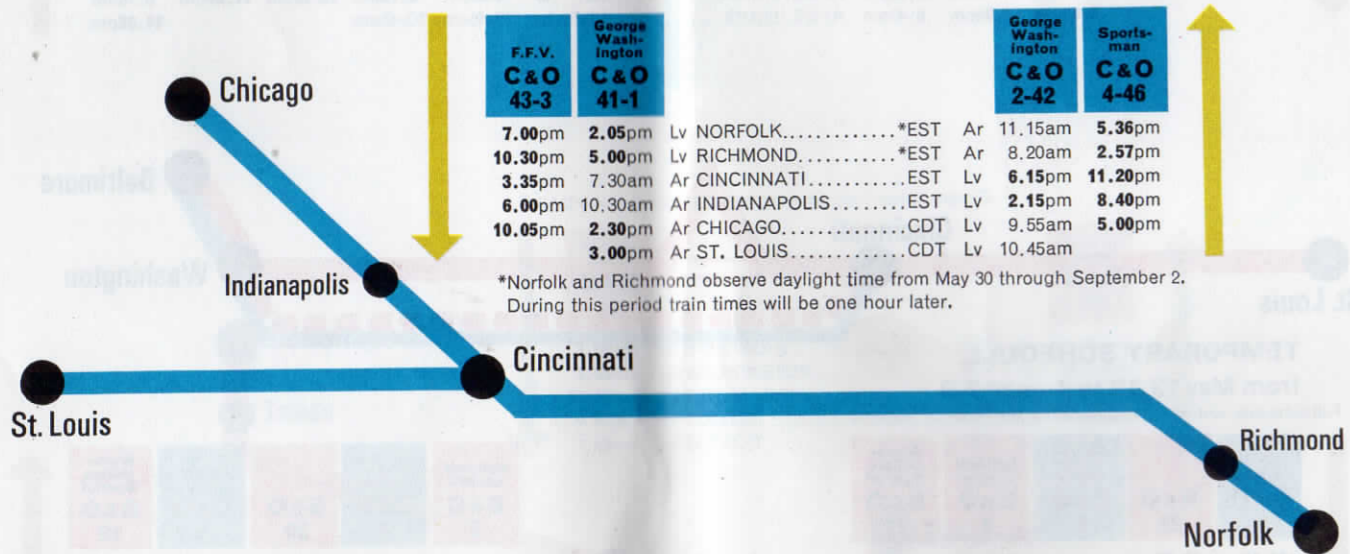 F.F.V.
C & O
43-3
George
Wash-
ington
C & O
41-1
George
Wash-
ington
C & O
2-42
Sports-
man
C & O
4-46
7.00pm 2.05pm Lv NORFOLK.............*EST Ar 11.15am 5.36pm
10.30pm 5.00pm Lv RICHMOND..........*EST Ar 8.20am 2.57pm
3.35pm 7.30am Ar CINCINNATI...........EST Lv 6.15pm 11.20pm
6.00pm 10.30am Ar INDIANAPOLIS........EST Lv 2.15pm 8.40pm
10.05pm 2.30pm Ar CHICAGO.............CDT Lv 9.55am 5.00pm
3.00pm Ar ST. LOUIS............CDT Lv 10.45am
*Norfolk and Richmond observe daylight time from May 30 through September 2.
During this period train times will be one hour later.
Chicago
Indianapolis
Cincinnati
St. Louis
Richmond
Norfolk
Baltimore
Washington
St. Louis
TEMPORARY SCHEDULE